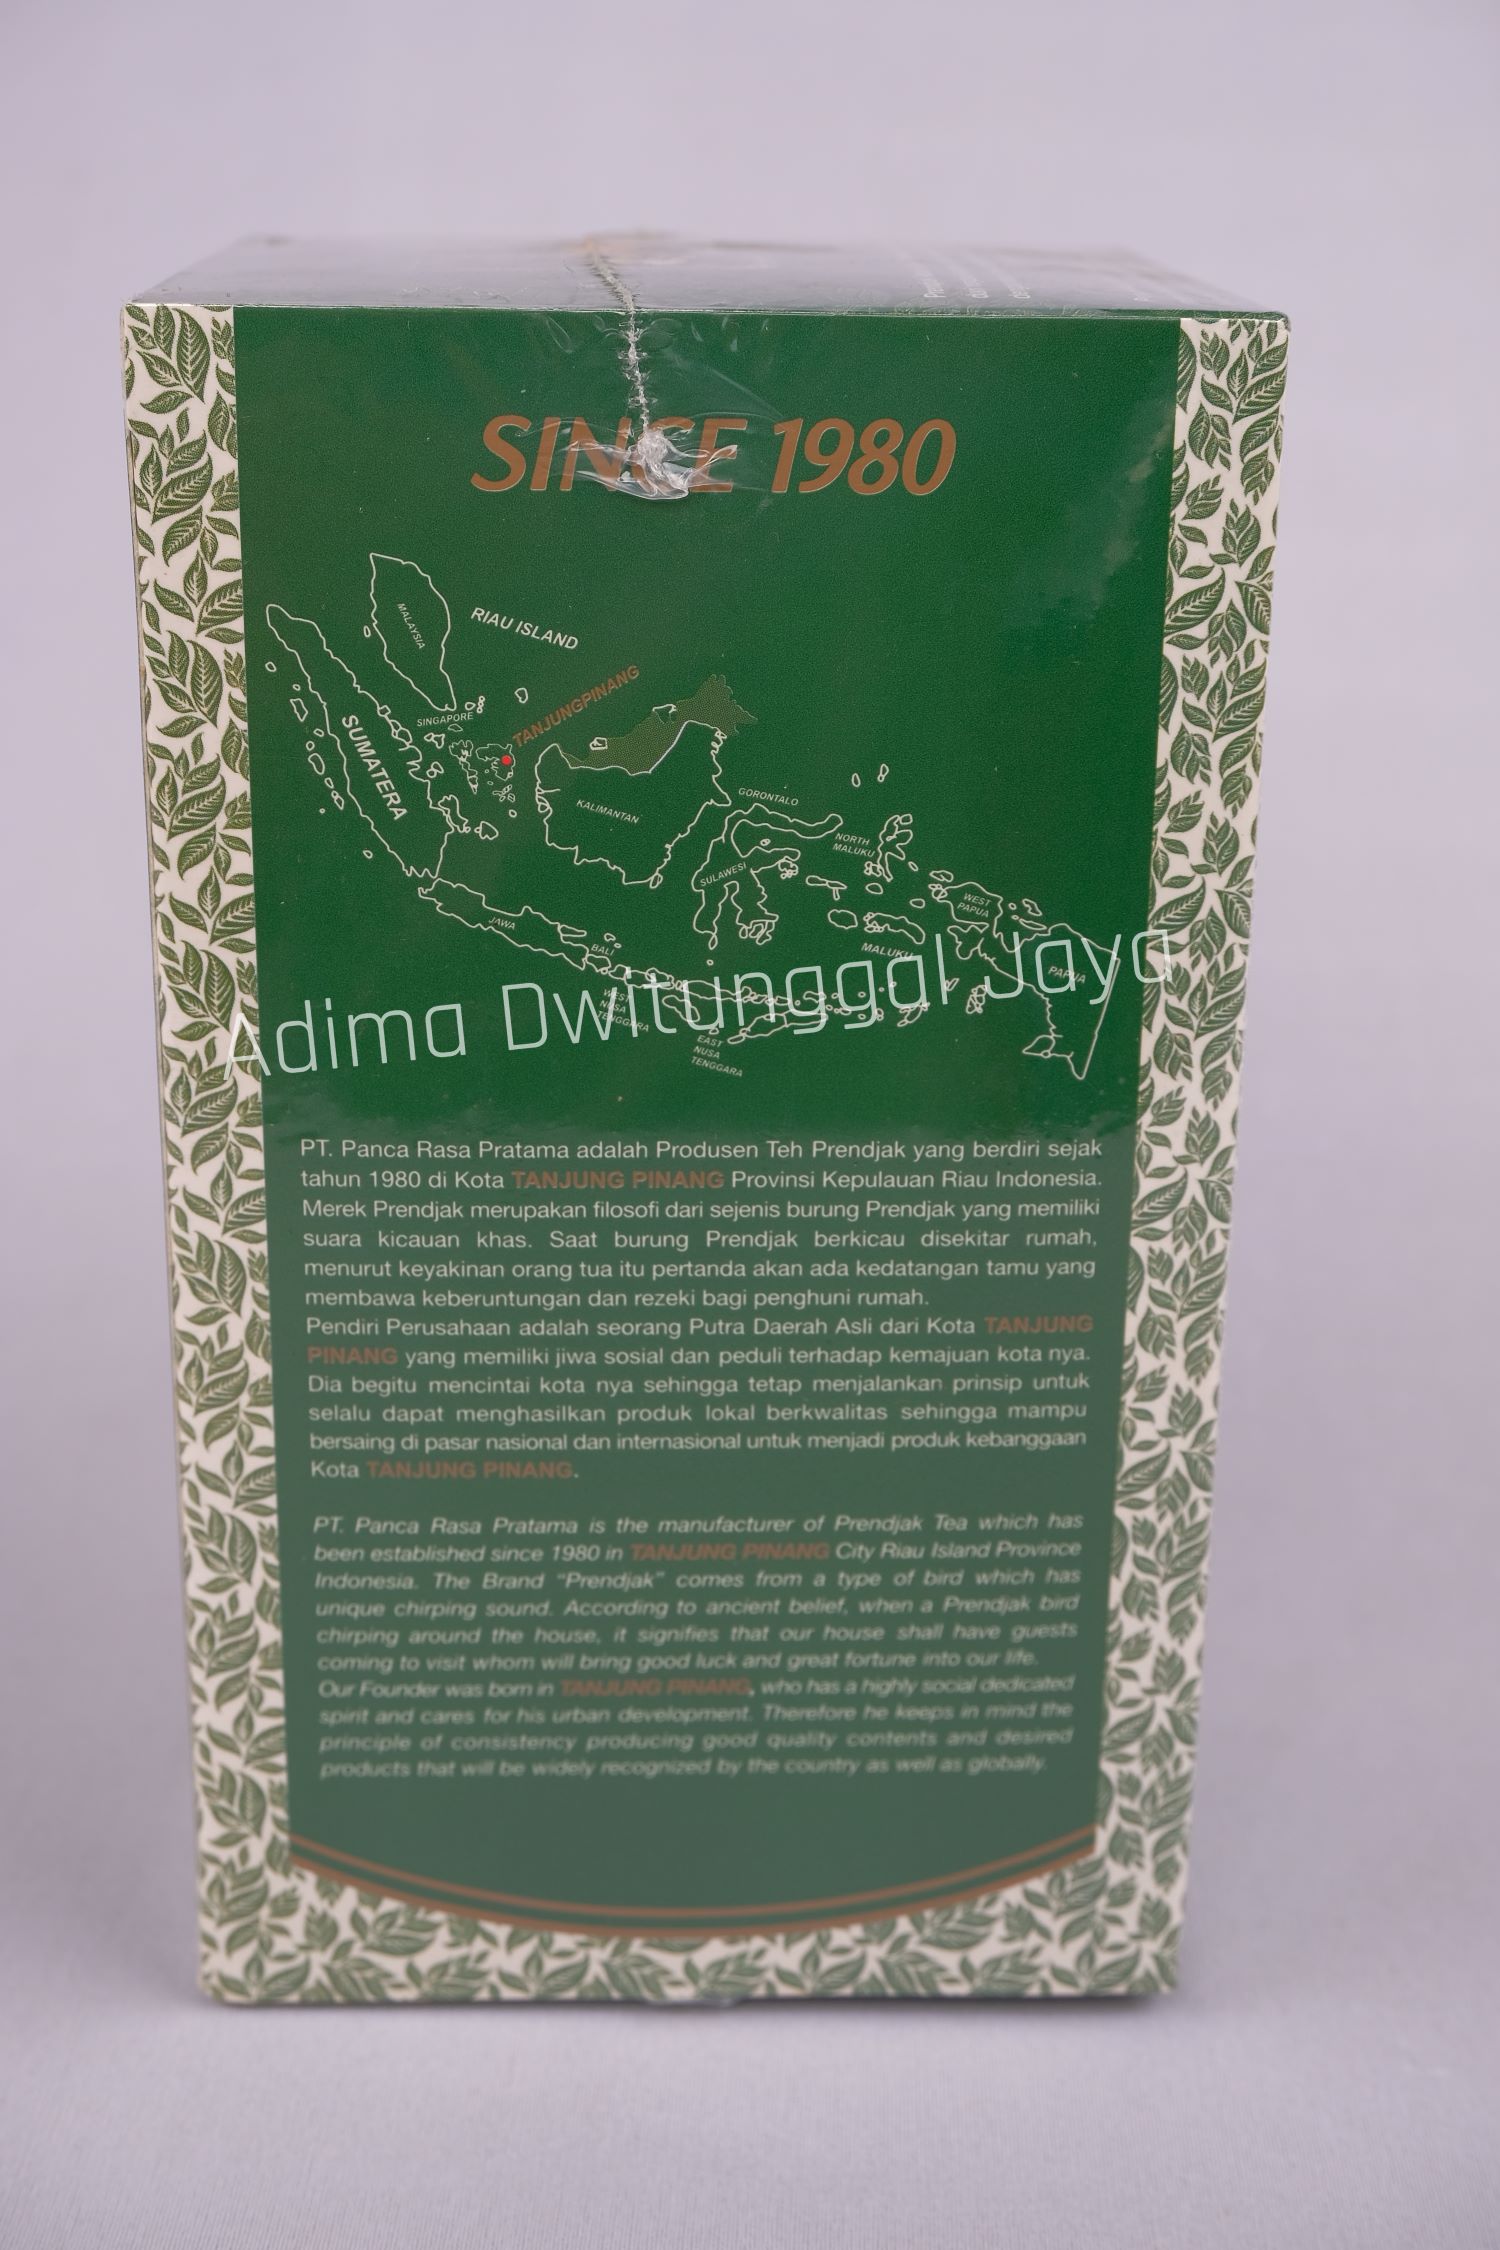 SINCE 1980
MALAYSIA
RIAU ISLAND
TANJUNGPINANG
SINGAPORE
SUMATERA
KALIMANTAN
GORONTALO
NORTH
MALUKU
SULAWESI
WEST
PAPUA
JAWA
BALI
MALUKU
PAPUA
WEST
NUSA
TENGGARA
EAST
NUSA
TENGGARA
Adima Dwitunggal Jaya
PT. Panca Rasa Pratama adalah Produsen Teh Prendjak yang berdiri sejak
tahun 1980 di Kota TANJUNG PINANG Provinsi Kepulauan Riau Indonesia.
Merek Prendjak merupakan filosofi dari sejenis burung Prendjak yang memiliki
suara kicauan khas. Saat burung Prendjak berkicau disekitar rumah,
menurut keyakinan orang tua itu pertanda akan ada kedatangan tamu yang
membawa keberuntungan dan rezeki bagi penghuni rumah.
Pendiri Perusahaan adalah seorang Putra Daerah Asli dari Kota TANJUNG
PINANG yang memiliki jiwa sosial dan peduli terhadap kemajuan kota nya.
Dia begitu mencintai kota nya sehingga tetap menjalankan prinsip untuk
selalu dapat menghasilkan produk lokal berkwalitas sehingga mampu
bersaing di pasar nasional dan internasional untuk menjadi produk kebanggaan
Kota TANJUNG PINANG.
PT. Panca Rasa Pratama is the manufacturer of Prendjak Tea which has
been established since 1980 in TANJUNG PINANG City Riau Island Province
Indonesia. The Brand "Prendjak" comes from a type of bird which has
unique chirping sound. According to ancient belief, when a Prendjak bird
chirping around the house, it signifies that our house shall have guests
coming to visit whom will bring good luck and great fortune into our life.
Our Founder was born in TANJUNG PINANG, who has a highly social dedicated
spirit and cares for his urban development. Therefore he keeps in mind the
principle of consistency producing good quality contents and desired
products that will be widely recognized by the country as well as globally.